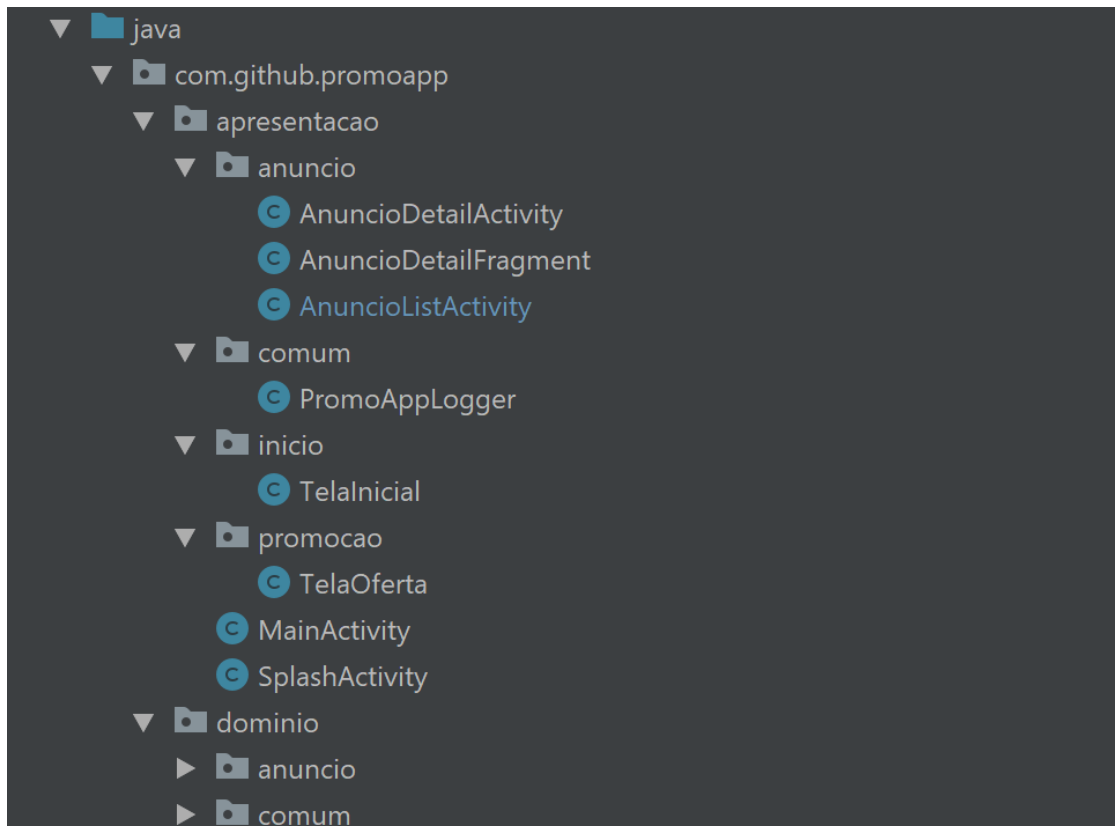 java
com.github.promoapp
apresentacao
anuncio
C AnuncioDetailActivity
C AnuncioDetailFragment
C AnuncioListActivity
comum
C PromoAppLogger
inicio
C TelaInicial
promocao
C TelaOferta
C MainActivity
C SplashActivity
dominio
anuncio
comum